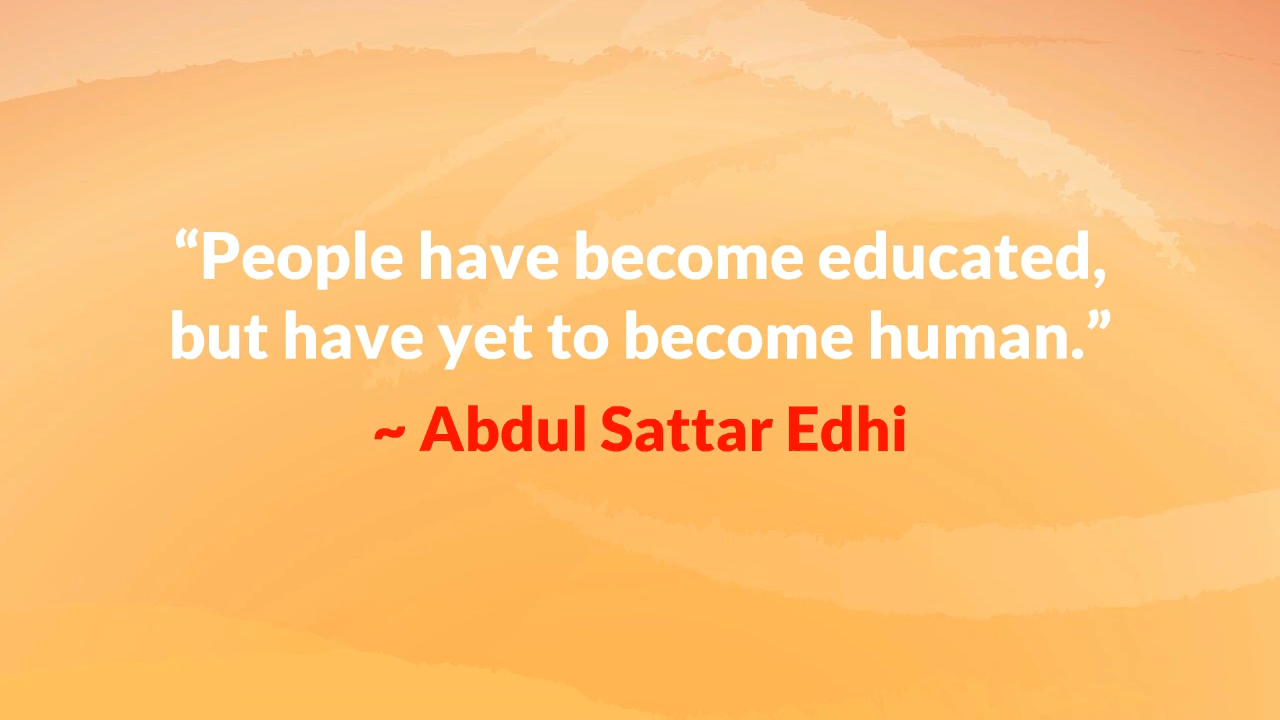 “People have become educated,
but have yet to become human.”
~ Abdul Sattar Edhi